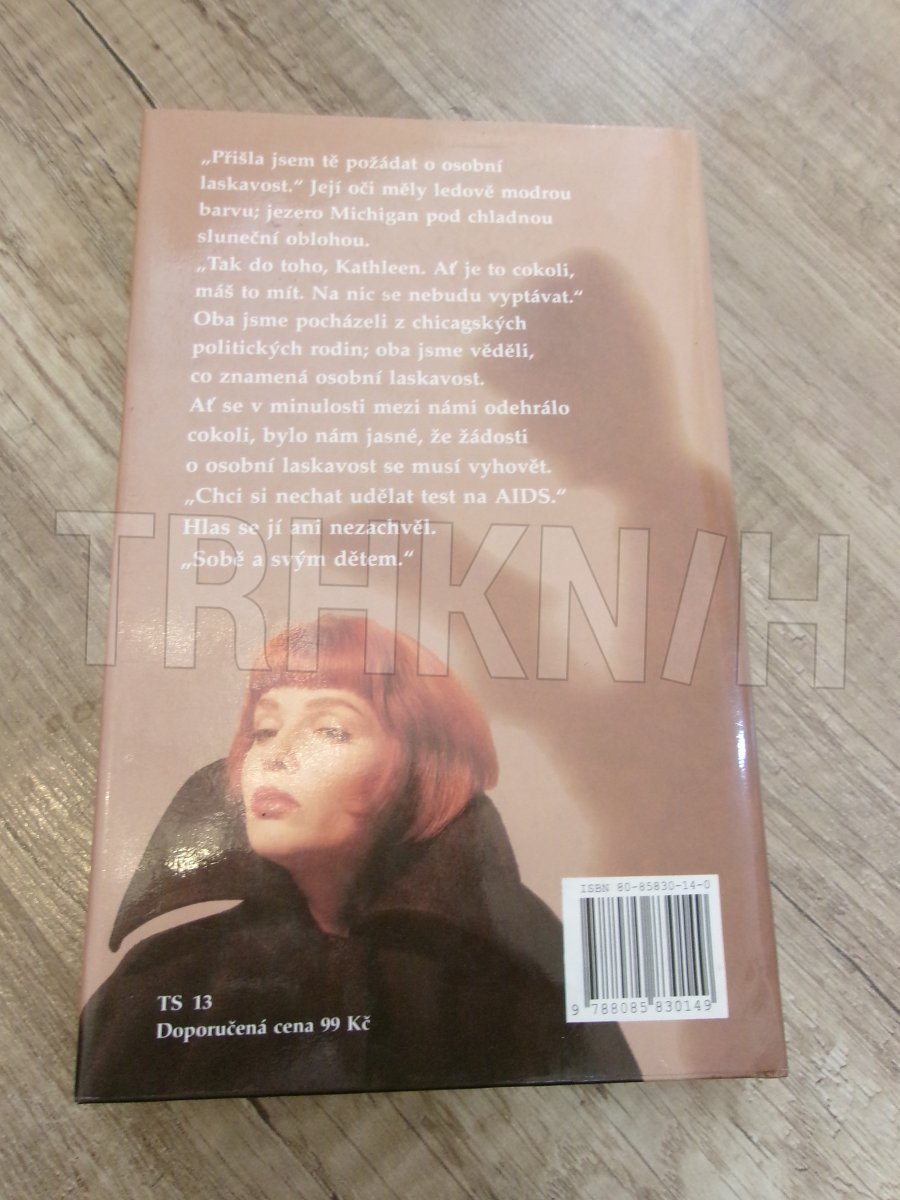 „Přišla jsem tě požádat o osobní
laskavost.“ Její oči měly ledově modrou
barvu; jezero Michigan pod chladnou
sluneční oblohou.
„Tak do toho, Kathleen. Ať je to cokoli,
máš to mít. Na nic se nebudu vyptávat.“
Oba jsme pocházeli z chicagských
politických rodin; oba jsme věděli,
co znamená osobní laskavost.
Ať se v minulosti mezi námi odehrálo
cokoli, bylo nám jasné, že žádosti
o osobní laskavost se musí vyhovět.
„Chci si nechat udělat test na AIDS.“
Hlas se jí ani nezachvěl.
„Sobě a svým dětem.“
TRHKN/H
ISBN 80-85830-14-0
9 788085 830149
TS 13
Doporučená cena 99 Kč